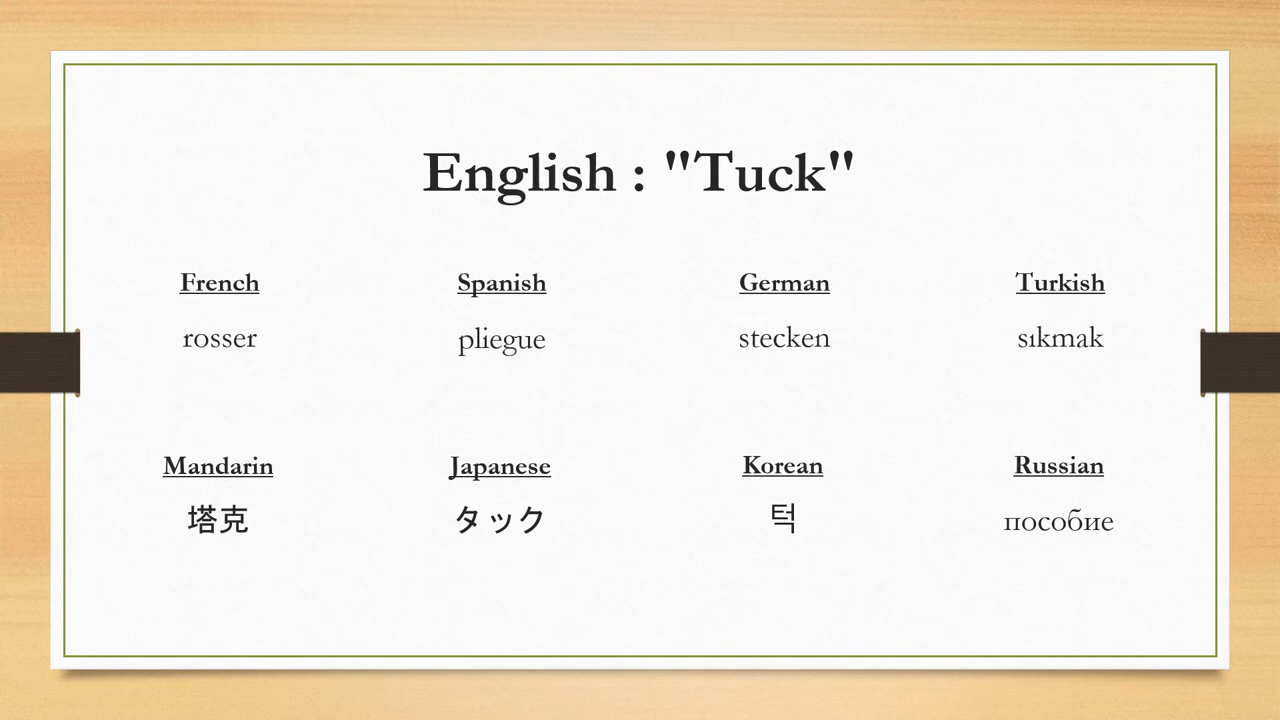 English : "Tuck"
French
rosser
Spanish
pliegue
German
stecken
Turkish
sıkmak
Mandarin
塔克
Japanese
タック
Korean
턱
Russian
пособие